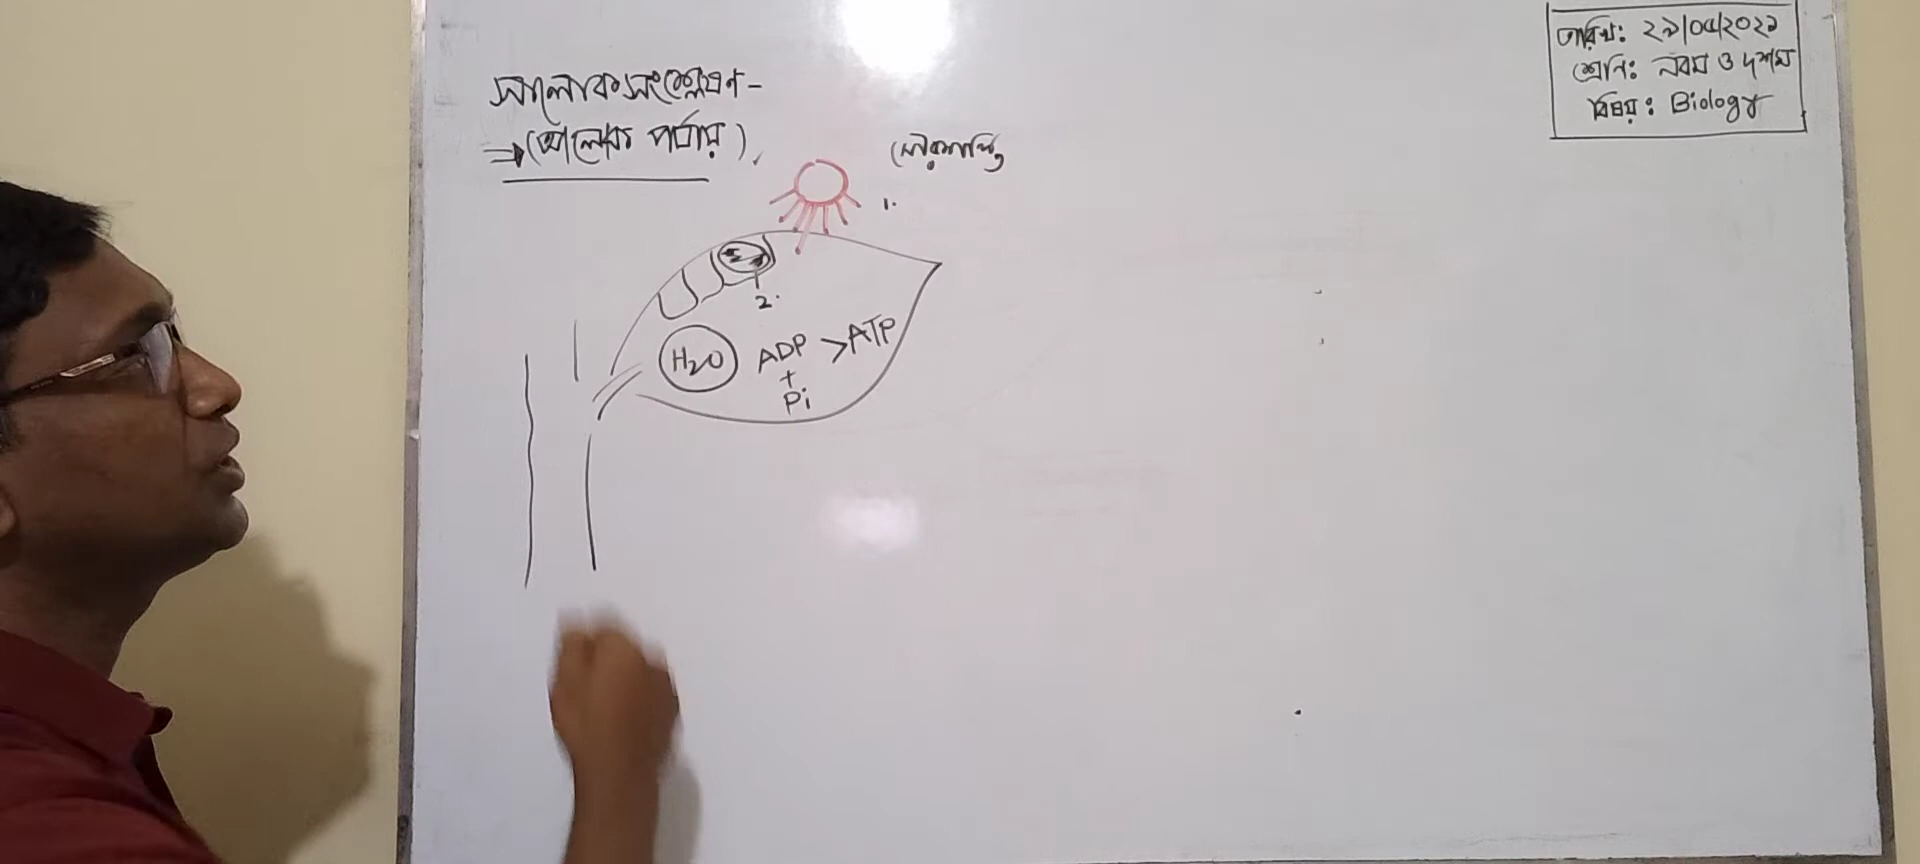 সালোকসংশ্লেষণ-
→(আলোক পর্যায়).
সৌরশক্তি
1.
2.
H2O ADP > ATP
+
Pi
তারিখ: ২৯/০৫/২০২১
শ্রেণি: নবম ও দশম
বিষয়: Biology